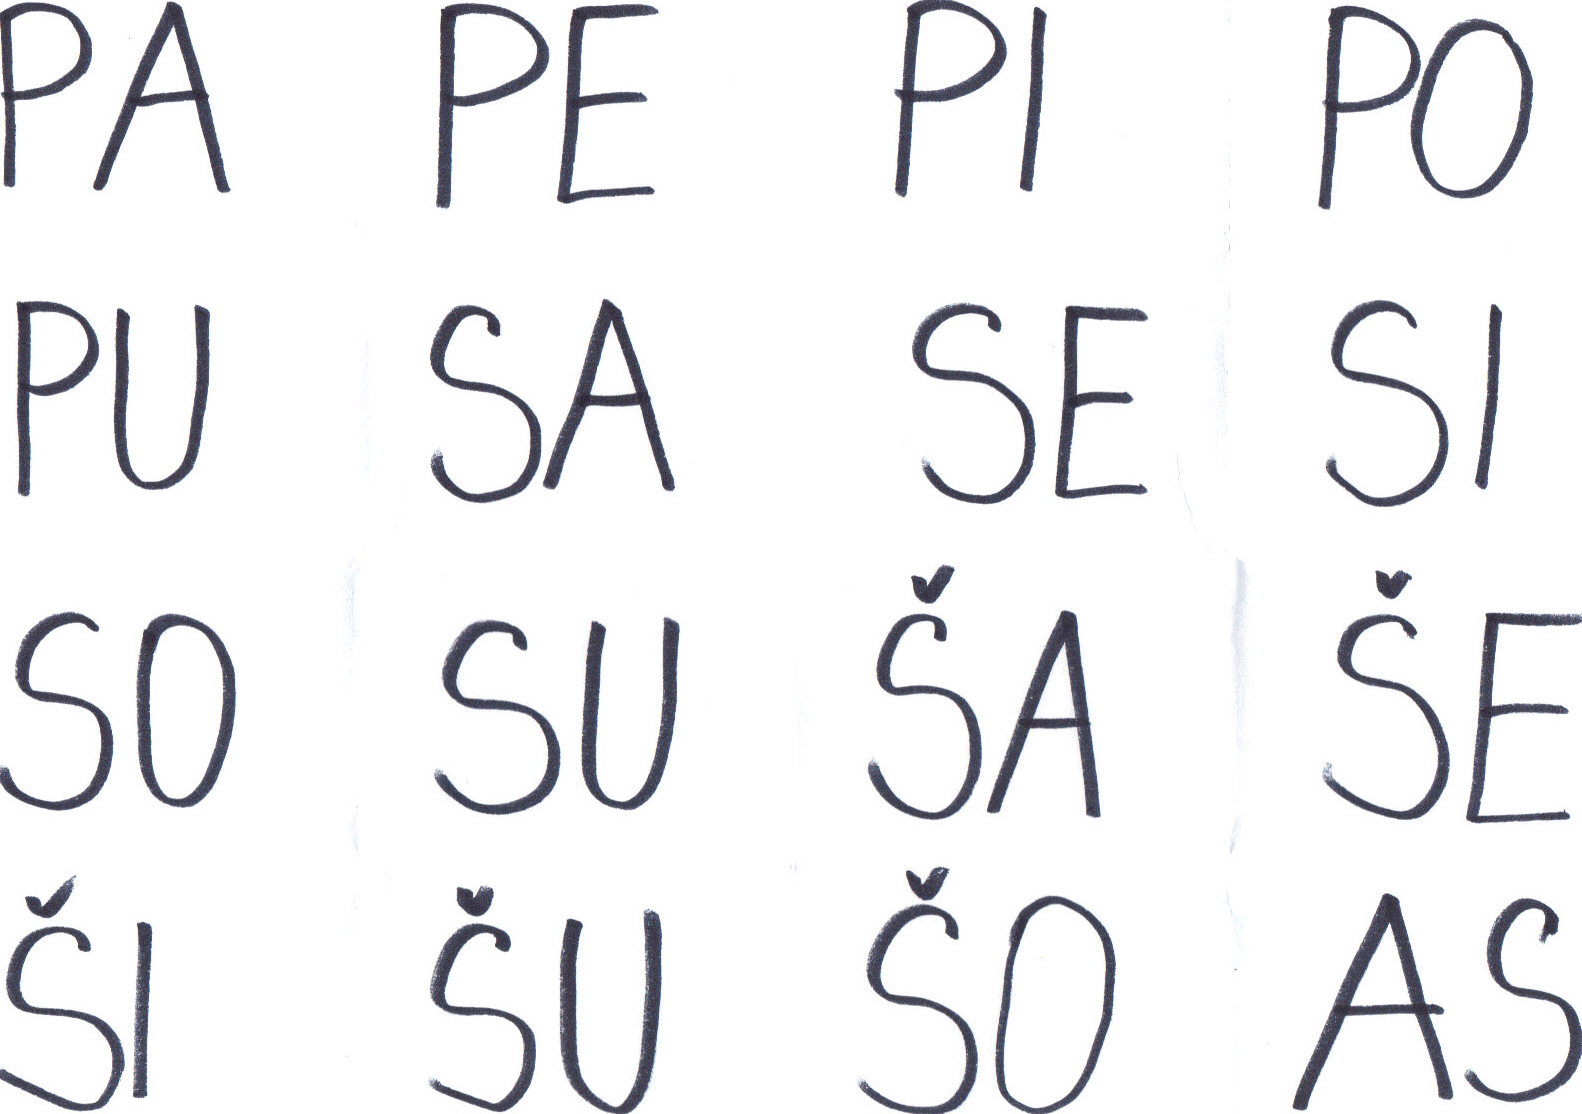 PA PE PI PO
PU SA SE SI
SO SU ŠA ŠE
ŠI ŠU ŠO AS